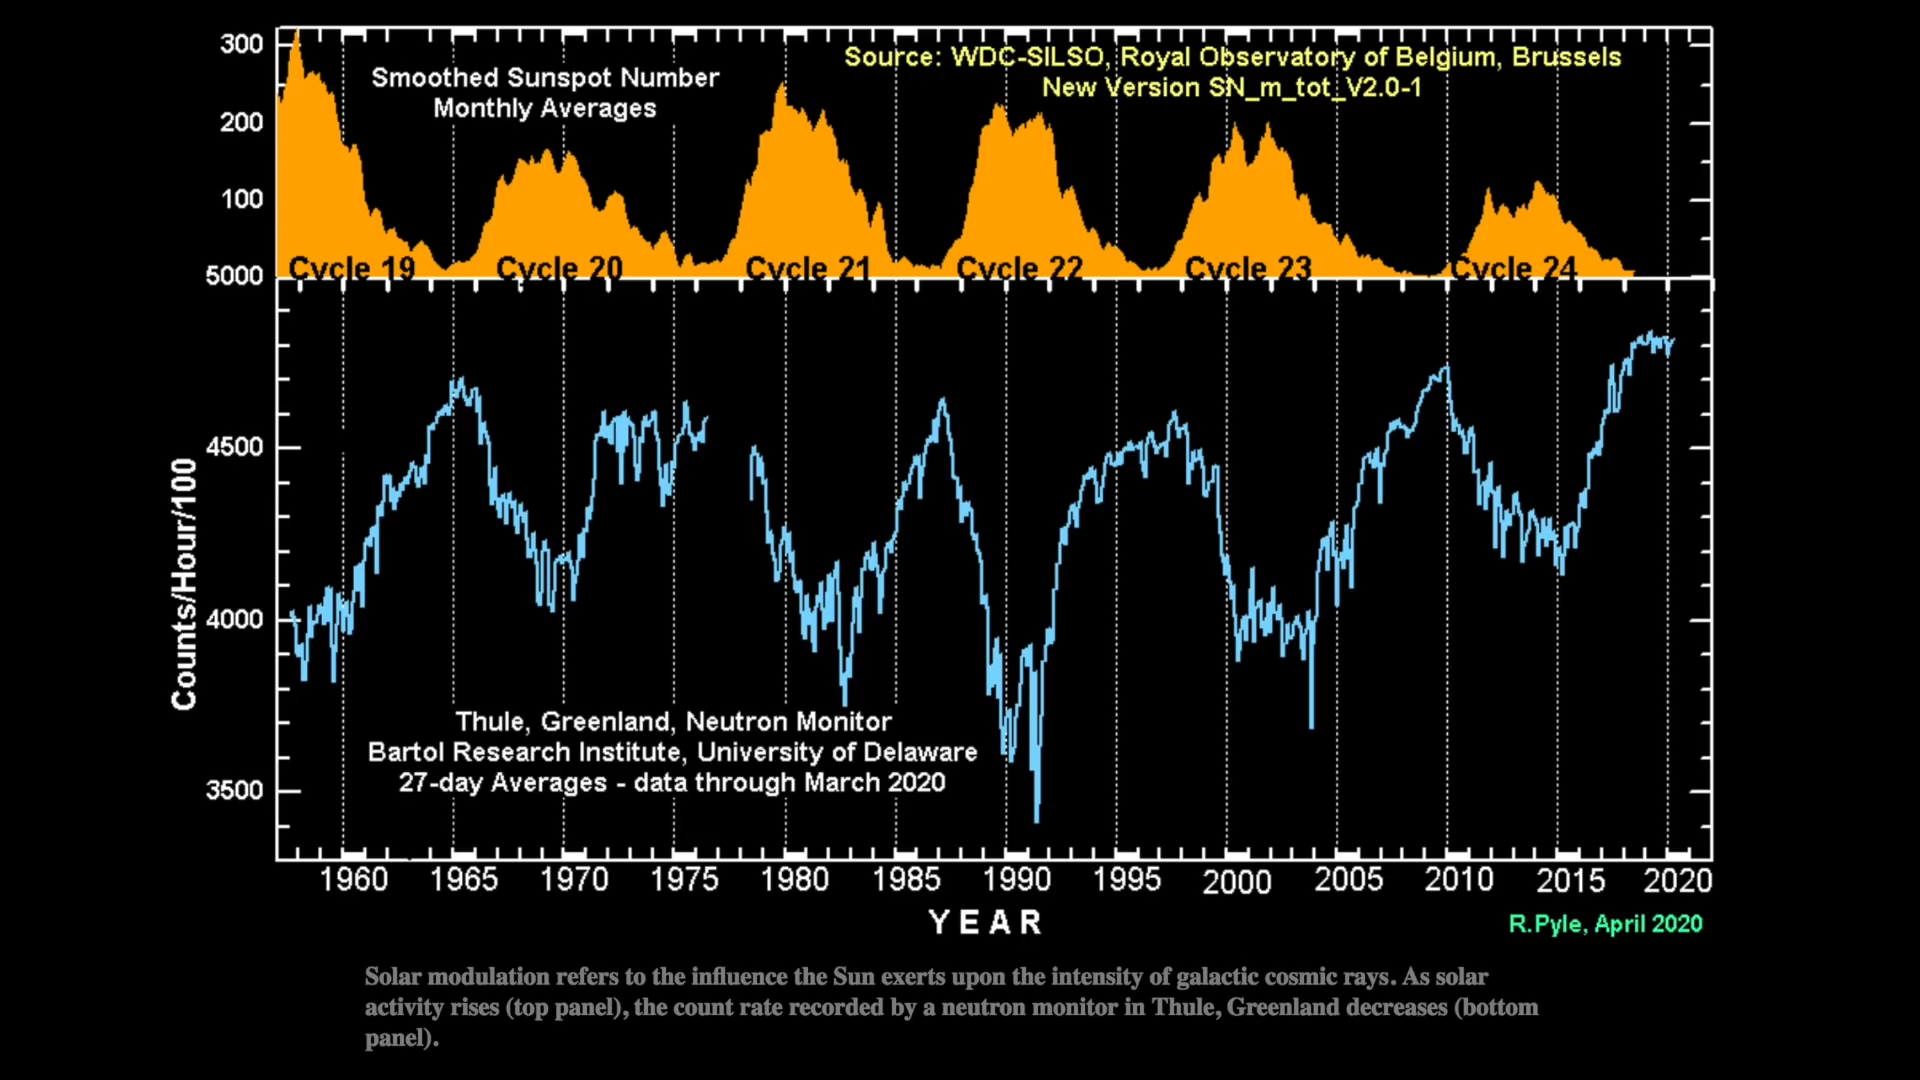 300
Source: WDC-SILSO, Royal Observatory of Belgium, Brussels
Smoothed Sunspot Number
New Version SN_m_tot_V2.0-1
Monthly Averages
200
100
Cycle 19 Cycle 20 Cycle 21 Cycle 22 Cycle 23 Cycle 24
5000
4500
Counts/Hour/100
4000
Thule, Greenland, Neutron Monitor
Bartol Research Institute, University of Delaware
27-day Averages - data through March 2020
3500
1960 1965 1970 1975 1980 1985 1990 1995 2000 2005 2010 2015 2020
YEAR
R.Pyle, April 2020
Solar modulation refers to the influence the Sun exerts upon the intensity of galactic cosmic rays. As solar
activity rises (top panel), the count rate recorded by a neutron monitor in Thule, Greenland decreases (bottom
panel).